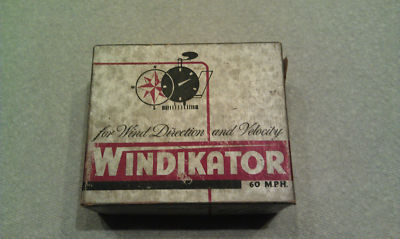 for Wind Direction and Velocity
WINDIKATOR
60 M.P.H.